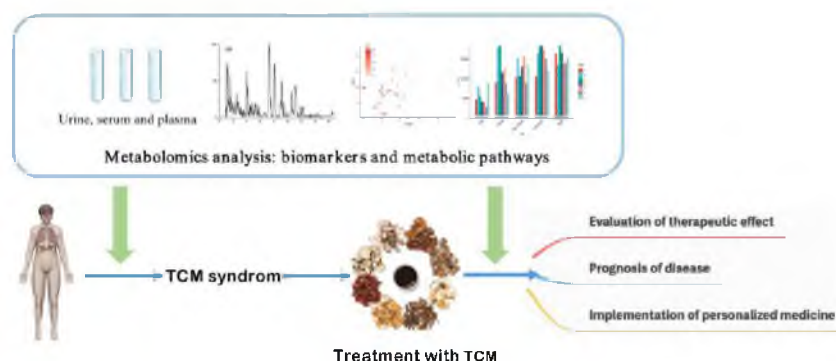 Urine, serum and plasma
Metabolomics analysis: biomarkers and metabolic pathways
Evaluation of therapeutic effect
TCM syndrom
Prognosis of disease
Implementation of personalized medicine
Treatment with TCM